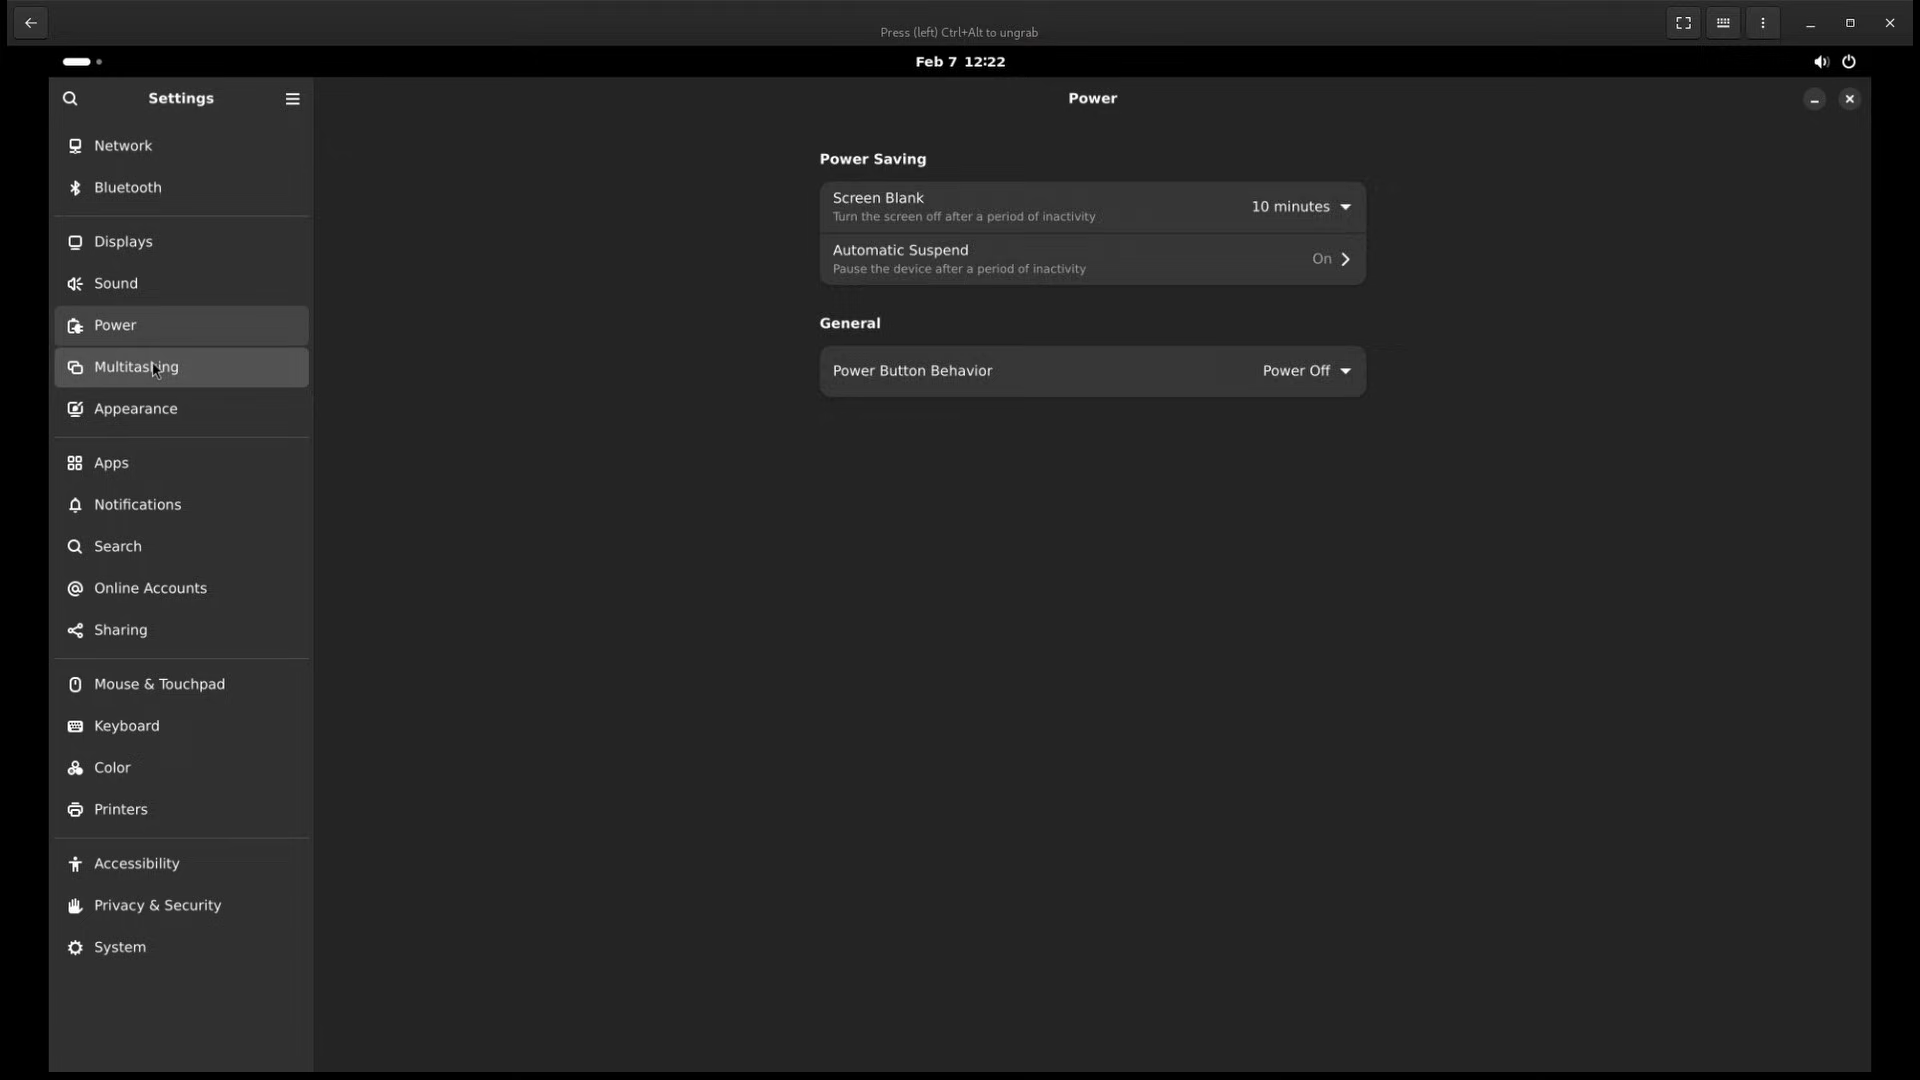 Press (left) Ctrl+Alt to ungrab
Feb 7 12:22
Settings
Power
Network
Bluetooth
Displays
Sound
Power
Multitasking
Appearance
Apps
Notifications
Search
Online Accounts
Sharing
Mouse & Touchpad
Keyboard
Color
Printers
Accessibility
Privacy & Security
System
Power Saving
Screen Blank
Turn the screen off after a period of inactivity
10 minutes
Automatic Suspend
Pause the device after a period of inactivity
On
General
Power Button Behavior
Power Off